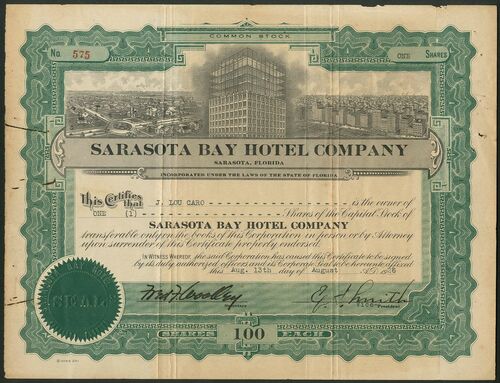 COMMON STOCK
No. 575
ONE SHARES
SARASOTA BAY HOTEL COMPANY
SARASOTA, FLORIDA
INCORPORATED UNDER THE LAWS OF THE STATE OF FLORIDA
This Certifies that J. LOU CARO is the owner of
ONE (1) Shares of the Capital Stock of
SARASOTA BAY HOTEL COMPANY
transferable only on the books of this Corporation in person or by Attorney
upon surrender of this Certificate properly endorsed.
IN WITNESS WHEREOF, the said Corporation has caused this Certificate to be signed
by its duly authorized officers and its Corporate Seal to be hereunto affixed
this Aug. 13th day of August A.D. 1926
President
SHARES 100 EACH